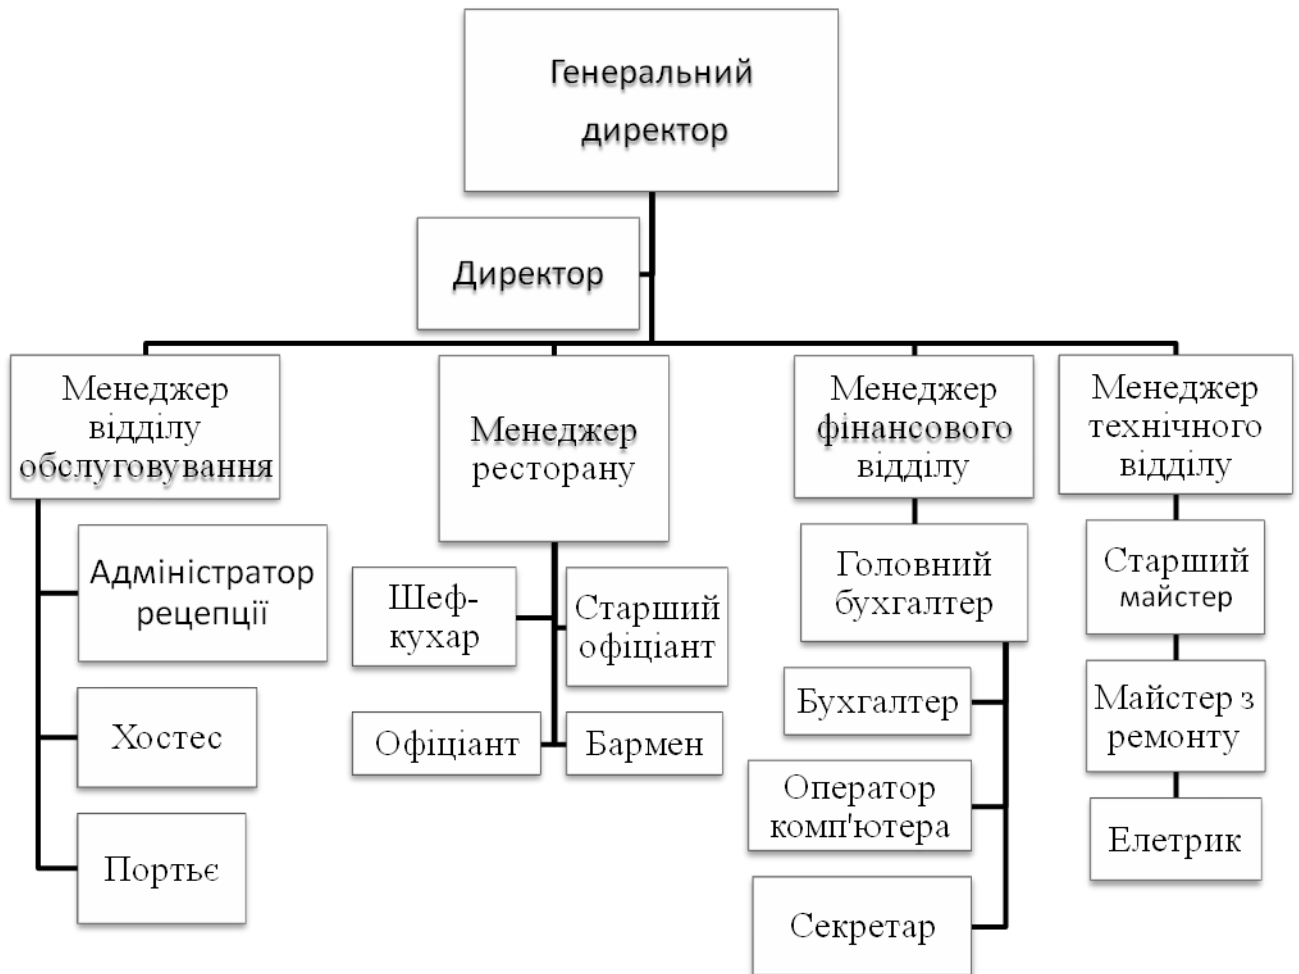 Генеральний
директор
Директор
Менеджер
відділу
обслуговування
Менеджер
ресторану
Менеджер
фінансового
відділу
Менеджер
технічного
відділу
Адміністратор
рецепції
Хостес
Портьє
Шеф-
кухар
Старший
офіціант
Офіціант
Бармен
Головний
бухгалтер
Бухгалтер
Оператор
комп'ютера
Секретар
Старший
майстер
Майстер з
ремонту
Елетрик